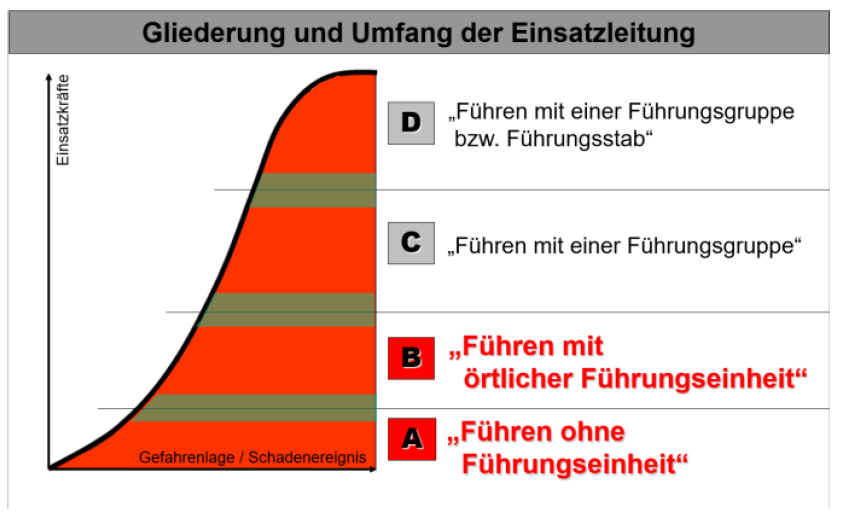 Gliederung und Umfang der Einsatzleitung
Einsatzkräfte
D
„Führen mit einer Führungsgruppe
bzw. Führungsstab“
C
„Führen mit einer Führungsgruppe“
B
„Führen mit
örtlicher Führungseinheit“
A
„Führen ohne
Führungseinheit“
Gefahrenlage / Schadenereignis